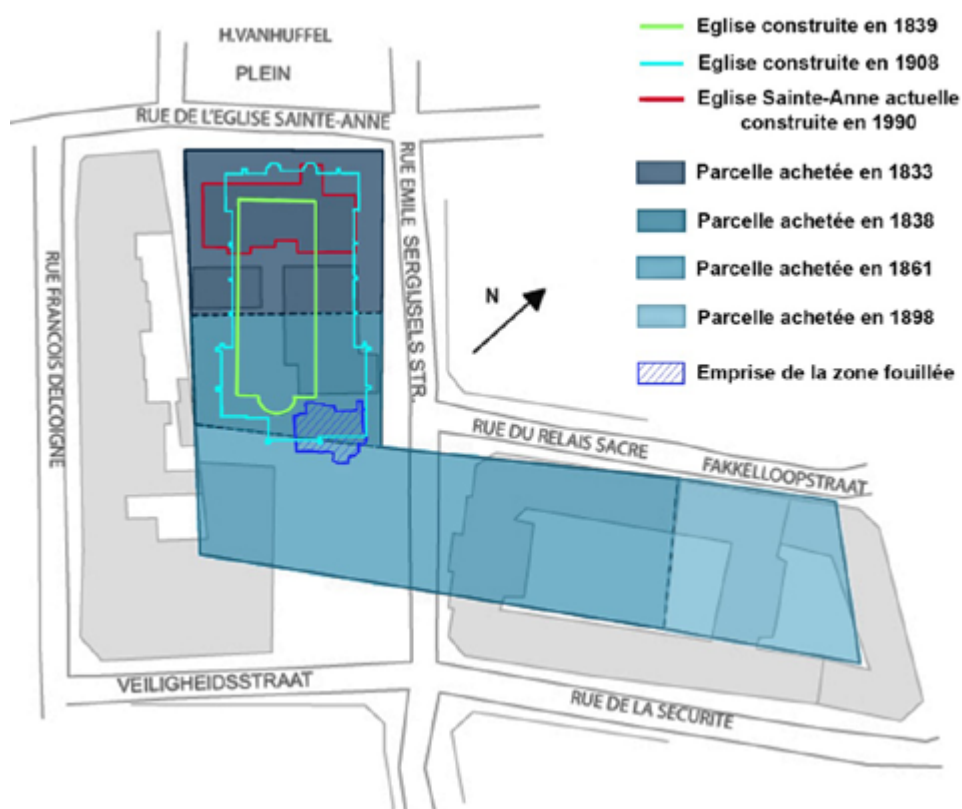 H.VANHUFFEL
PLEIN
RUE DE L'EGLISE SAINTE-ANNE
RUE EMILE SERGIJSELS STR.
RUE FRANCOIS DELCOIGNE
N
RUE DU RELAIS SACRE
FAKKELLOOPSTRAAT
VEILIGHEIDSSTRAAT
RUE DE LA SECURITE
Eglise construite en 1839
Eglise construite en 1908
Eglise Sainte-Anne actuelle
construite en 1990
Parcelle achetée en 1833
Parcelle achetée en 1838
Parcelle achetée en 1861
Parcelle achetée en 1898
Emprise de la zone fouillée